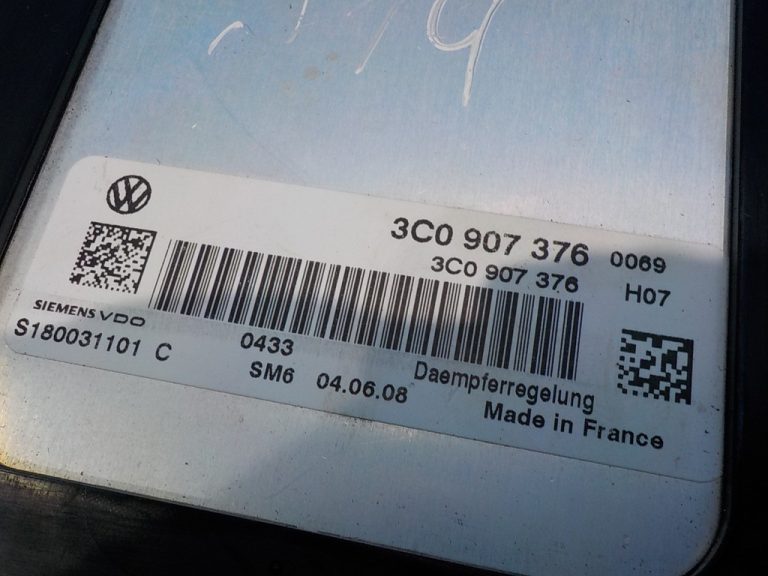 3C0 907 376 0069
3C0 907 376 H07
SIEMENS VDO
S180031101 C
0433
SM6 04.06.08
Daempferregelung
Made in France